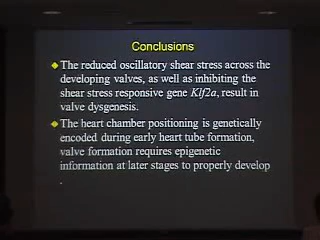 Conclusions
The reduced oscillatory shear stress across the
developing valves, as well as inhibiting the
shear stress responsive gene Klf2a, result in
valve dysgenesis.
The heart chamber positioning is genetically
encoded during early heart tube formation,
valve formation requires epigenetic
information at later stages to properly develop
.